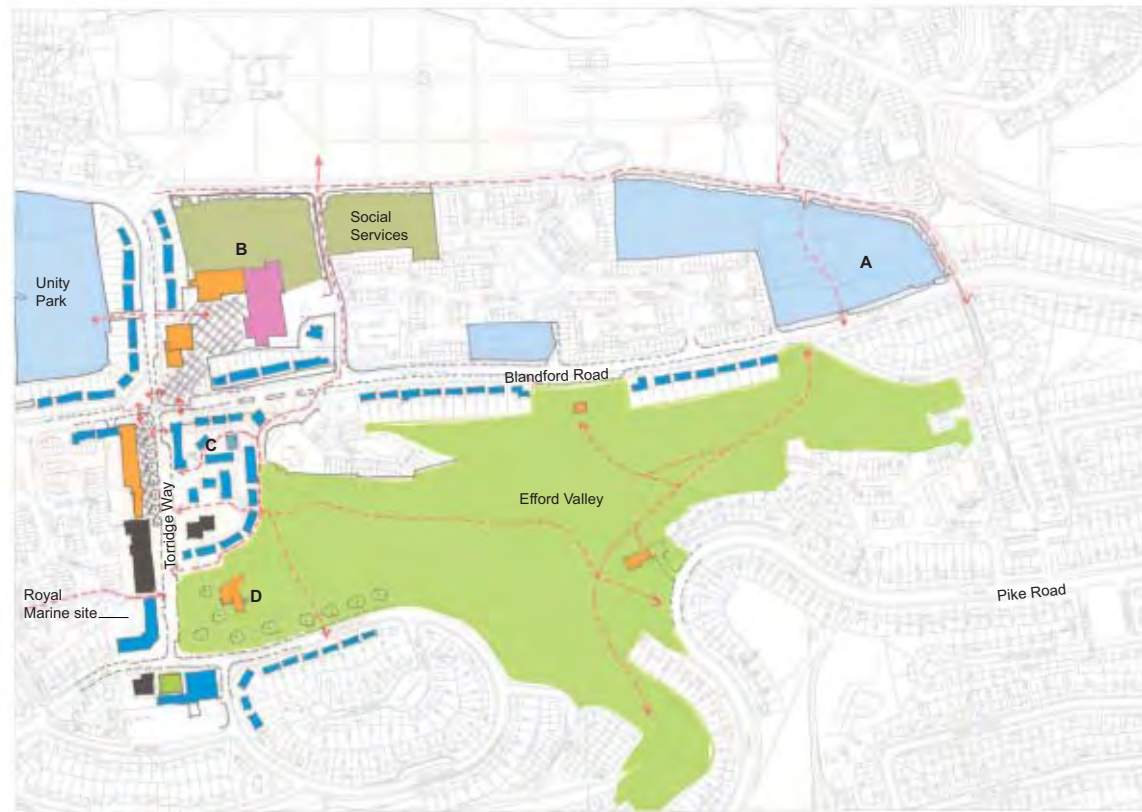 Social
Services
B
A
Unity
Park
Blandford Road
C
Efford Valley
Torridge Way
Royal
Marine site
D
Pike Road